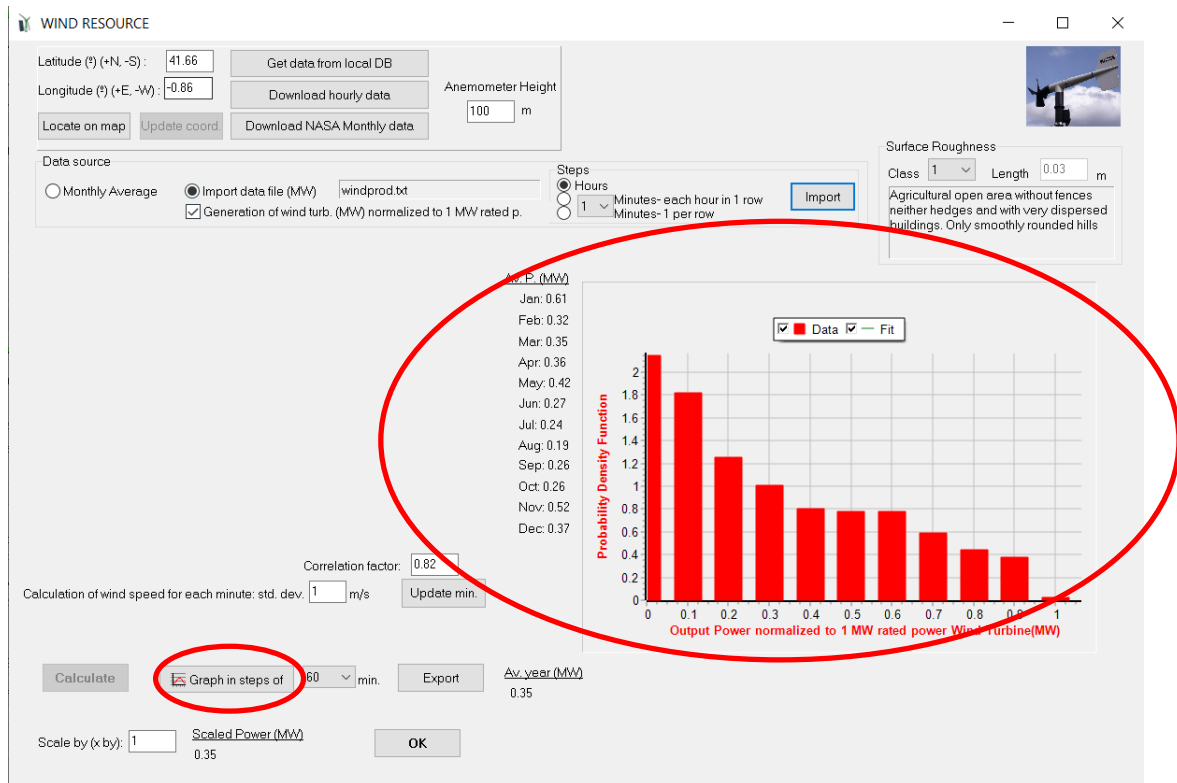 WIND RESOURCE
Latitude (º) (+N, -S) : 41.66
Get data from local DB
Longitude (º) (+E, -W) : -0.86
Download hourly data
Anemometer Height
100 m
Locate on map
Update coord.
Download NASA Monthly data
Data source
Monthly Average
Import data file (MW) windprod.txt
Generation of wind turb. (MW) normalized to 1 MW rated p.
Steps
Hours
1 Minutes- each hour in 1 row
Minutes- 1 per row
Import
Surface Roughness
Class 1 Length 0.03 m
Agricultural open area without fences
neither hedges and with very dispersed
buildings. Only smoothly rounded hills
Av. P. (MW)
Jan: 0.61
Feb: 0.32
Mar: 0.35
Apr: 0.36
May: 0.42
Jun: 0.27
Jul: 0.24
Aug: 0.19
Sep: 0.26
Oct: 0.26
Nov: 0.52
Dec: 0.37
Data Fit
Probability Density Function
2
1.8
1.6
1.4
1.2
1
0.8
0.6
0.4
0.2
0
0 0.1 0.2 0.3 0.4 0.5 0.6 0.7 0.8 0.9 1
Output Power normalized to 1 MW rated power Wind Turbine(MW)
Correlation factor: 0.82
Calculation of wind speed for each minute: std. dev. 1 m/s
Update min.
Calculate
Graph in steps of 60 min.
Export
Av. year (MW)
0.35
Scale by (x by): 1
Scaled Power (MW)
0.35
OK